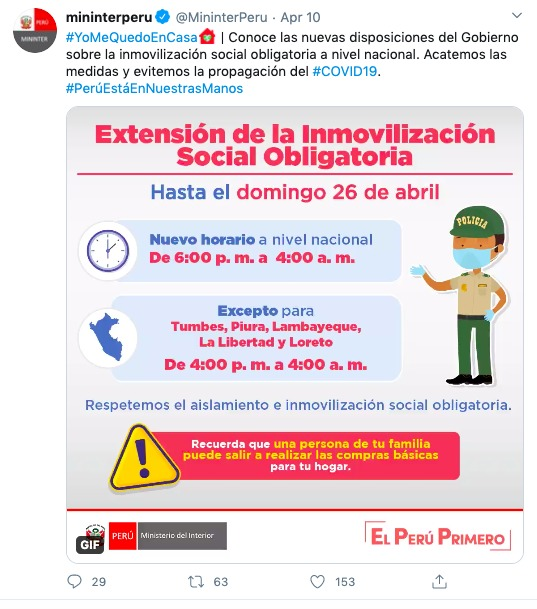 mininterperu @MininterPeru · Apr 10
#YoMeQuedoEnCasa | Conoce las nuevas disposiciones del Gobierno
sobre la inmovilización social obligatoria a nivel nacional. Acatemos las
medidas y evitemos la propagación del #COVID19.
#PerúEstáEnNuestrasManos
PERÚ
MININTER
Extensión de la Inmovilización
Social Obligatoria
Hasta el domingo 26 de abril
Nuevo horario a nivel nacional
De 6:00 p. m. a 4:00 a. m.
POLICIA
Excepto para
Tumbes, Piura, Lambayeque,
La Libertad y Loreto
De 4:00 p. m. a 4:00 a. m.
Respetemos el aislamiento e inmovilización social obligatoria.
Recuerda que una persona de tu familia
puede salir a realizar las compras básicas
para tu hogar.
GIF
PERÚ Ministerio del Interior
EL PERÚ PRIMERO
29 63 153